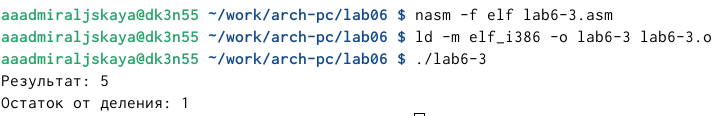 aaadmiraljskaya@dk3n55 ~/work/arch-pc/lab06 $ nasm -f elf lab6-3.asm
aaadmiraljskaya@dk3n55 ~/work/arch-pc/lab06 $ ld -m elf_i386 -o lab6-3 lab6-3.o
aaadmiraljskaya@dk3n55 ~/work/arch-pc/lab06 $ ./lab6-3
Результат: 5
Остаток от деления: 1